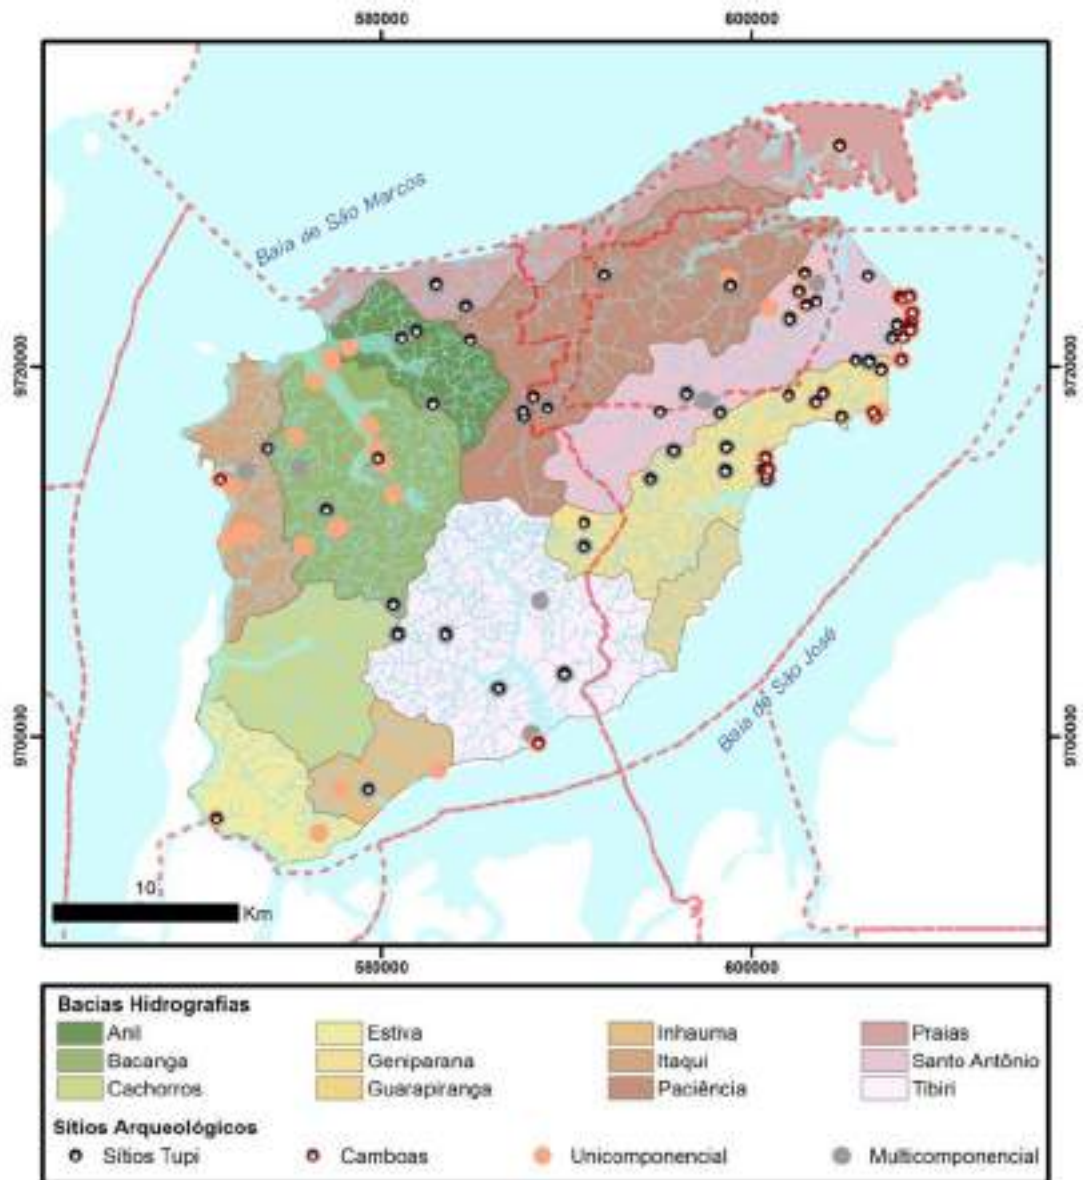 580000 600000
Baía de São Marcos
9720000 9720000
Baía de São José
9700000 9700000
10
Km
580000 600000
Bacias Hidrografias
Anil Estiva Inhauma Praias
Bacanga Geniparana Itaqui Santo Antônio
Cachorros Guarapiranga Paciência Tibiri
Sítios Arqueológicos
Sítios Tupi Camboas Unicomponencial Multicomponencial